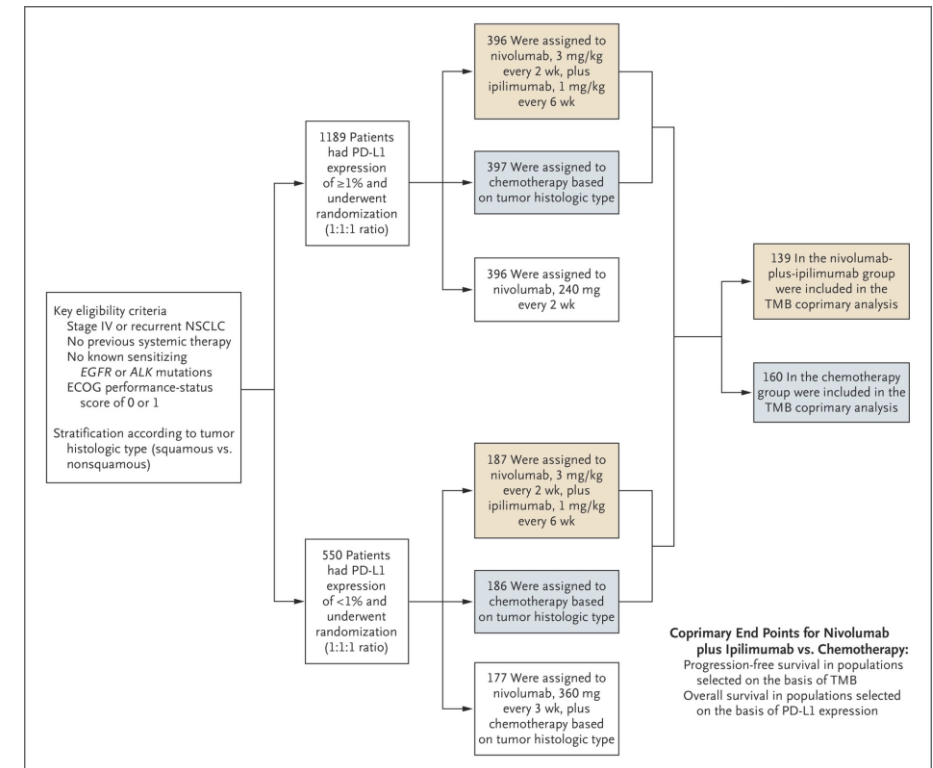 Key eligibility criteria
Stage IV or recurrent NSCLC
No previous systemic therapy
No known sensitizing
EGFR or ALK mutations
ECOG performance-status
score of 0 or 1
Stratification according to tumor
histologic type (squamous vs.
nonsquamous)
1189 Patients
had PD-L1
expression
of ≥1% and
underwent
randomization
(1:1:1 ratio)
396 Were assigned to
nivolumab, 3 mg/kg
every 2 wk, plus
ipilimumab, 1 mg/kg
every 6 wk
397 Were assigned to
chemotherapy based
on tumor histologic type
396 Were assigned to
nivolumab, 240 mg
every 2 wk
550 Patients
had PD-L1
expression
of <1% and
underwent
randomization
(1:1:1 ratio)
187 Were assigned to
nivolumab, 3 mg/kg
every 2 wk, plus
ipilimumab, 1 mg/kg
every 6 wk
186 Were assigned to
chemotherapy based
on tumor histologic type
177 Were assigned to
nivolumab, 360 mg
every 3 wk, plus
chemotherapy based
on tumor histologic type
139 In the nivolumab-
plus-ipilimumab group
were included in the
TMB coprimary analysis
160 In the chemotherapy
group were included in the
TMB coprimary analysis
Coprimary End Points for Nivolumab
plus Ipilimumab vs. Chemotherapy:
Progression-free survival in populations
selected on the basis of TMB
Overall survival in populations selected
on the basis of PD-L1 expression